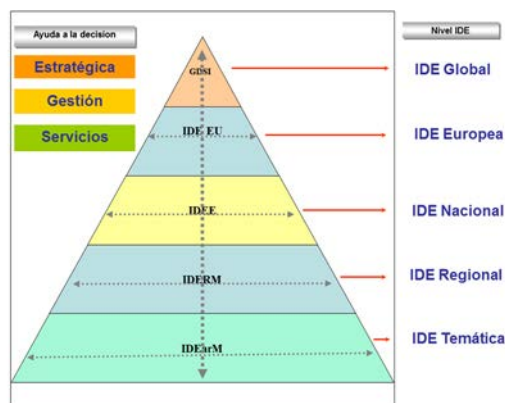 Ayuda a la decision
Nivel IDE
Estratégica
Gestión
Servicios
GDSI
IDE Global
IDE EU
IDE Europea
IDEE
IDE Nacional
IDERM
IDE Regional
IDEarM
IDE Temática